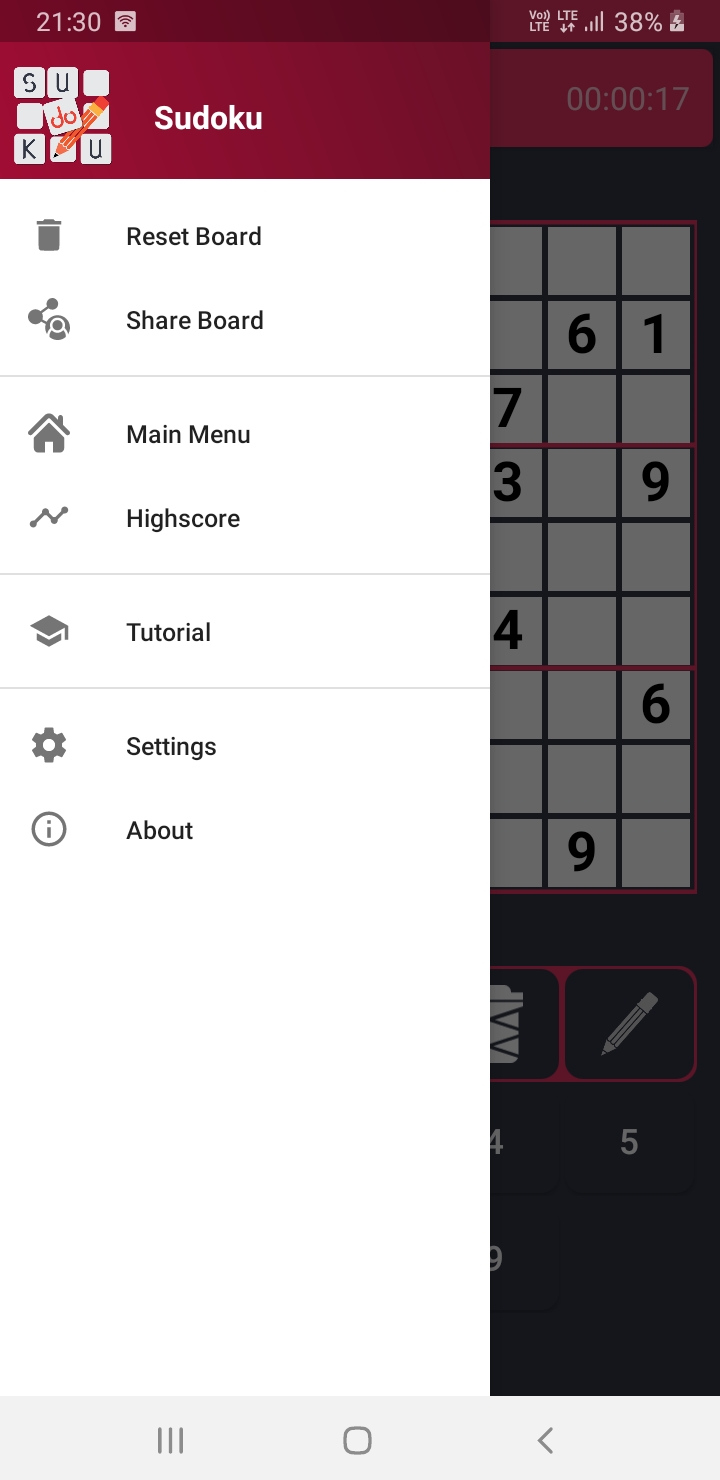 21:30 Vo)) LTE LTE 38%
00:00:17
S U
do
K U
Sudoku
Reset Board
Share Board
Main Menu
Highscore
Tutorial
Settings
About
6 1
7
3 9
4
6
9
4 5
9